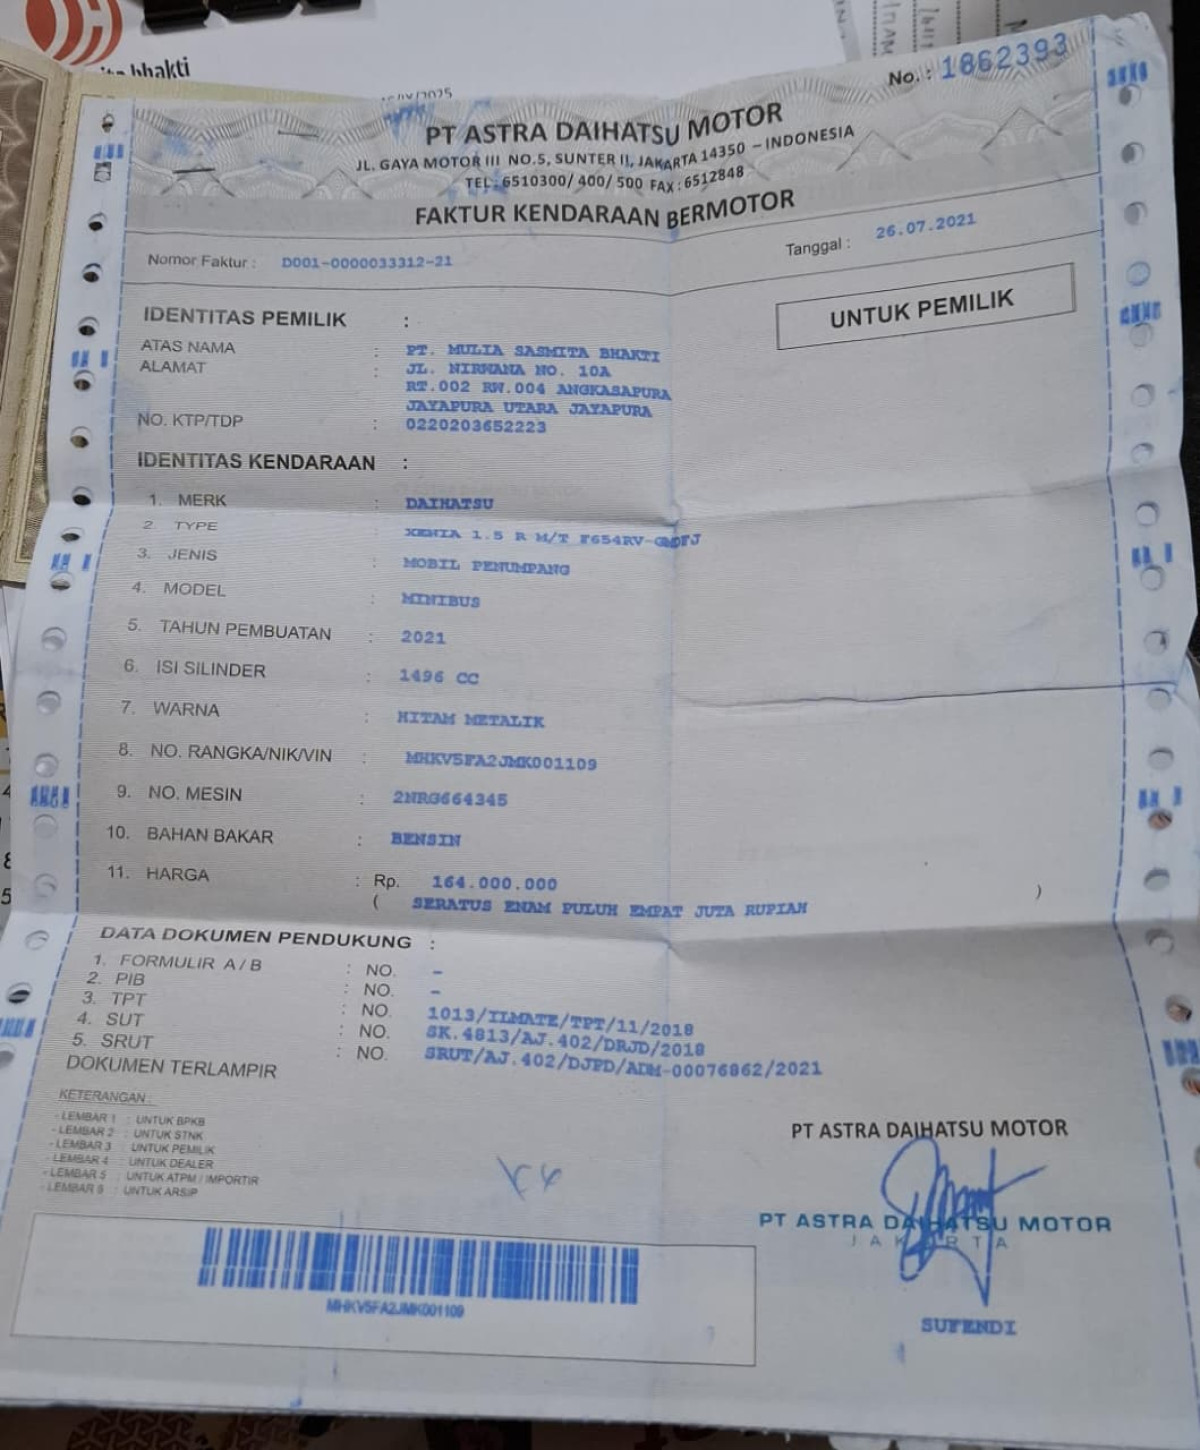 bhakti
No. : 1862393
PT ASTRA DAIHATSU MOTOR
JL. GAYA MOTOR III NO.5, SUNTER II, JAKARTA 14350 – INDONESIA
TEL : 6510300/ 400/ 500 FAX : 6512848
FAKTUR KENDARAAN BERMOTOR
Nomor Faktur : D001-0000033312-21
Tanggal : 26.07.2021
UNTUK PEMILIK
IDENTITAS PEMILIK :
ATAS NAMA : PT. MULIA SASMITA BHAKTI
ALAMAT : JL. NIRWANA NO. 10A
RT.002 RW.004 ANGKASAPURA
JAYAPURA UTARA JAYAPURA
NO. KTP/TDP : 0220203652223
IDENTITAS KENDARAAN :
1. MERK : DAIHATSU
2. TYPE : XENIA 1.5 R M/T F654RV-GMDFJ
3. JENIS : MOBIL PENUMPANG
4. MODEL : MINIBUS
5. TAHUN PEMBUATAN : 2021
6. ISI SILINDER : 1496 CC
7. WARNA : HITAM METALIK
8. NO. RANGKA/NIK/VIN : MHKV5FA2JMK001109
9. NO. MESIN : 2NRG664345
10. BAHAN BAKAR : BENSIN
11. HARGA : Rp. 164.000.000
( SERATUS ENAM PULUH EMPAT JUTA RUPIAH )
DATA DOKUMEN PENDUKUNG :
1. FORMULIR A / B : NO. –
2. PIB : NO. –
3. TPT : NO. 1013/ILMATE/TPT/11/2018
4. SUT : NO. SK.4813/AJ.402/DRJD/2018
5. SRUT : NO. SRUT/AJ.402/DJPD/ADM-00076862/2021
DOKUMEN TERLAMPIR
KETERANGAN :
- LEMBAR 1 : UNTUK BPKB
- LEMBAR 2 : UNTUK STNK
- LEMBAR 3 : UNTUK PEMILIK
- LEMBAR 4 : UNTUK DEALER
- LEMBAR 5 : UNTUK ATPM / IMPORTIR
- LEMBAR 6 : UNTUK ARSIP
PT ASTRA DAIHATSU MOTOR
PT ASTRA DAIHATSU MOTOR
JAKARTA
SUFENDI
MHKV5FA2JMK001109